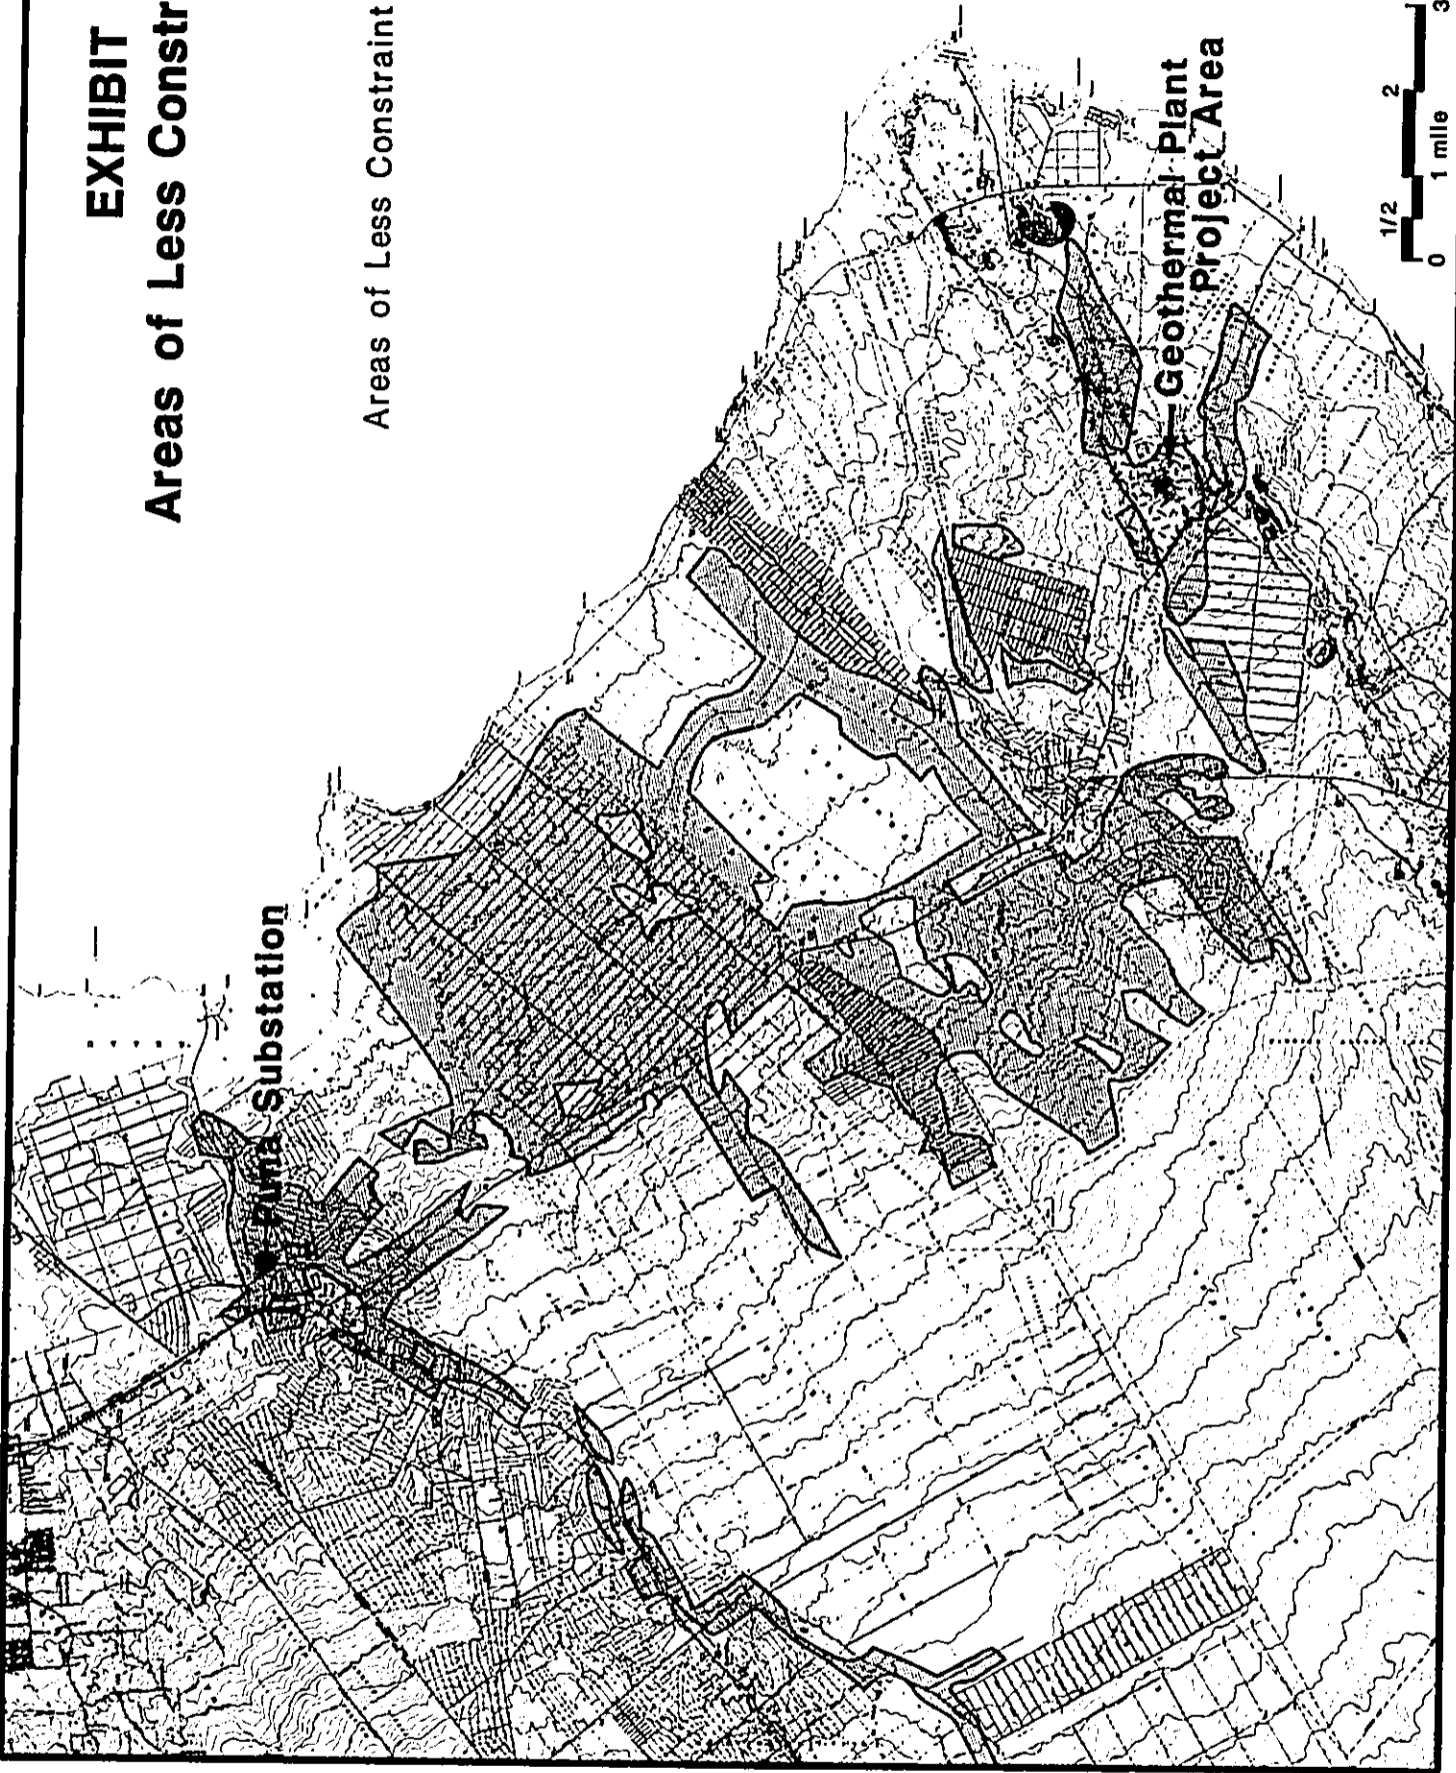 EXHIBIT
Areas of Less Constr
Areas of Less Constraint
Puna Substation
Geothermal Plant
Project Area
0 1/2 1 mile 2 3